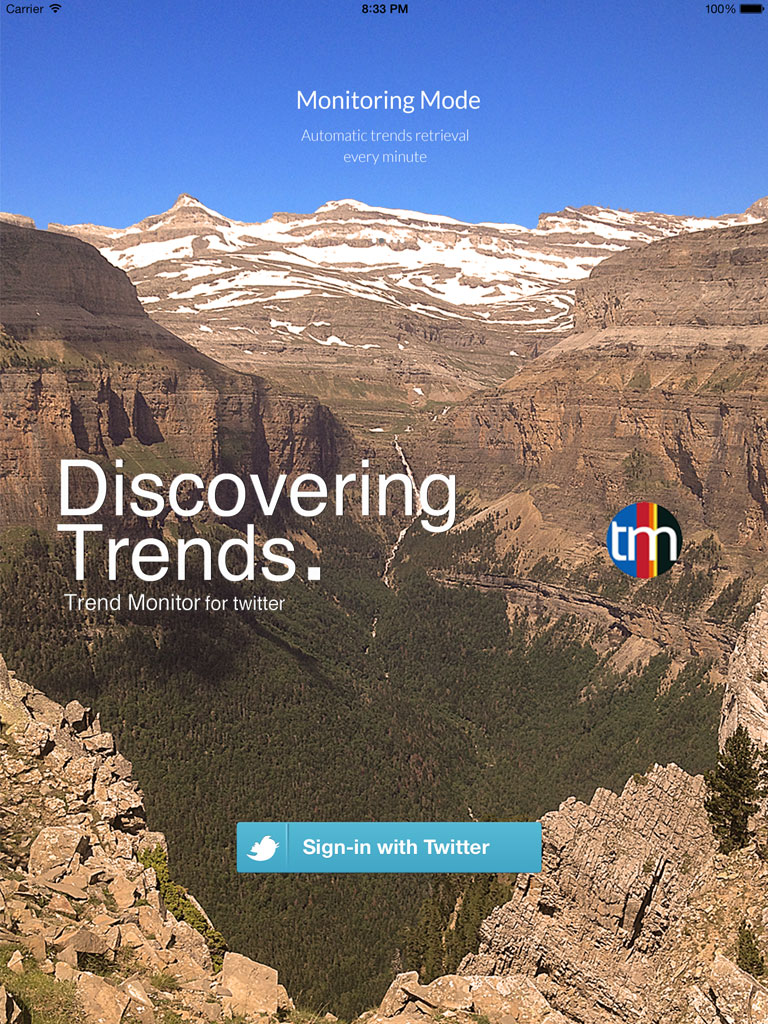 Carrier 8:33 PM 100%
Monitoring Mode
Automatic trends retrieval
every minute
Discovering
Trends.
tm
Trend Monitor for twitter
Sign-in with Twitter